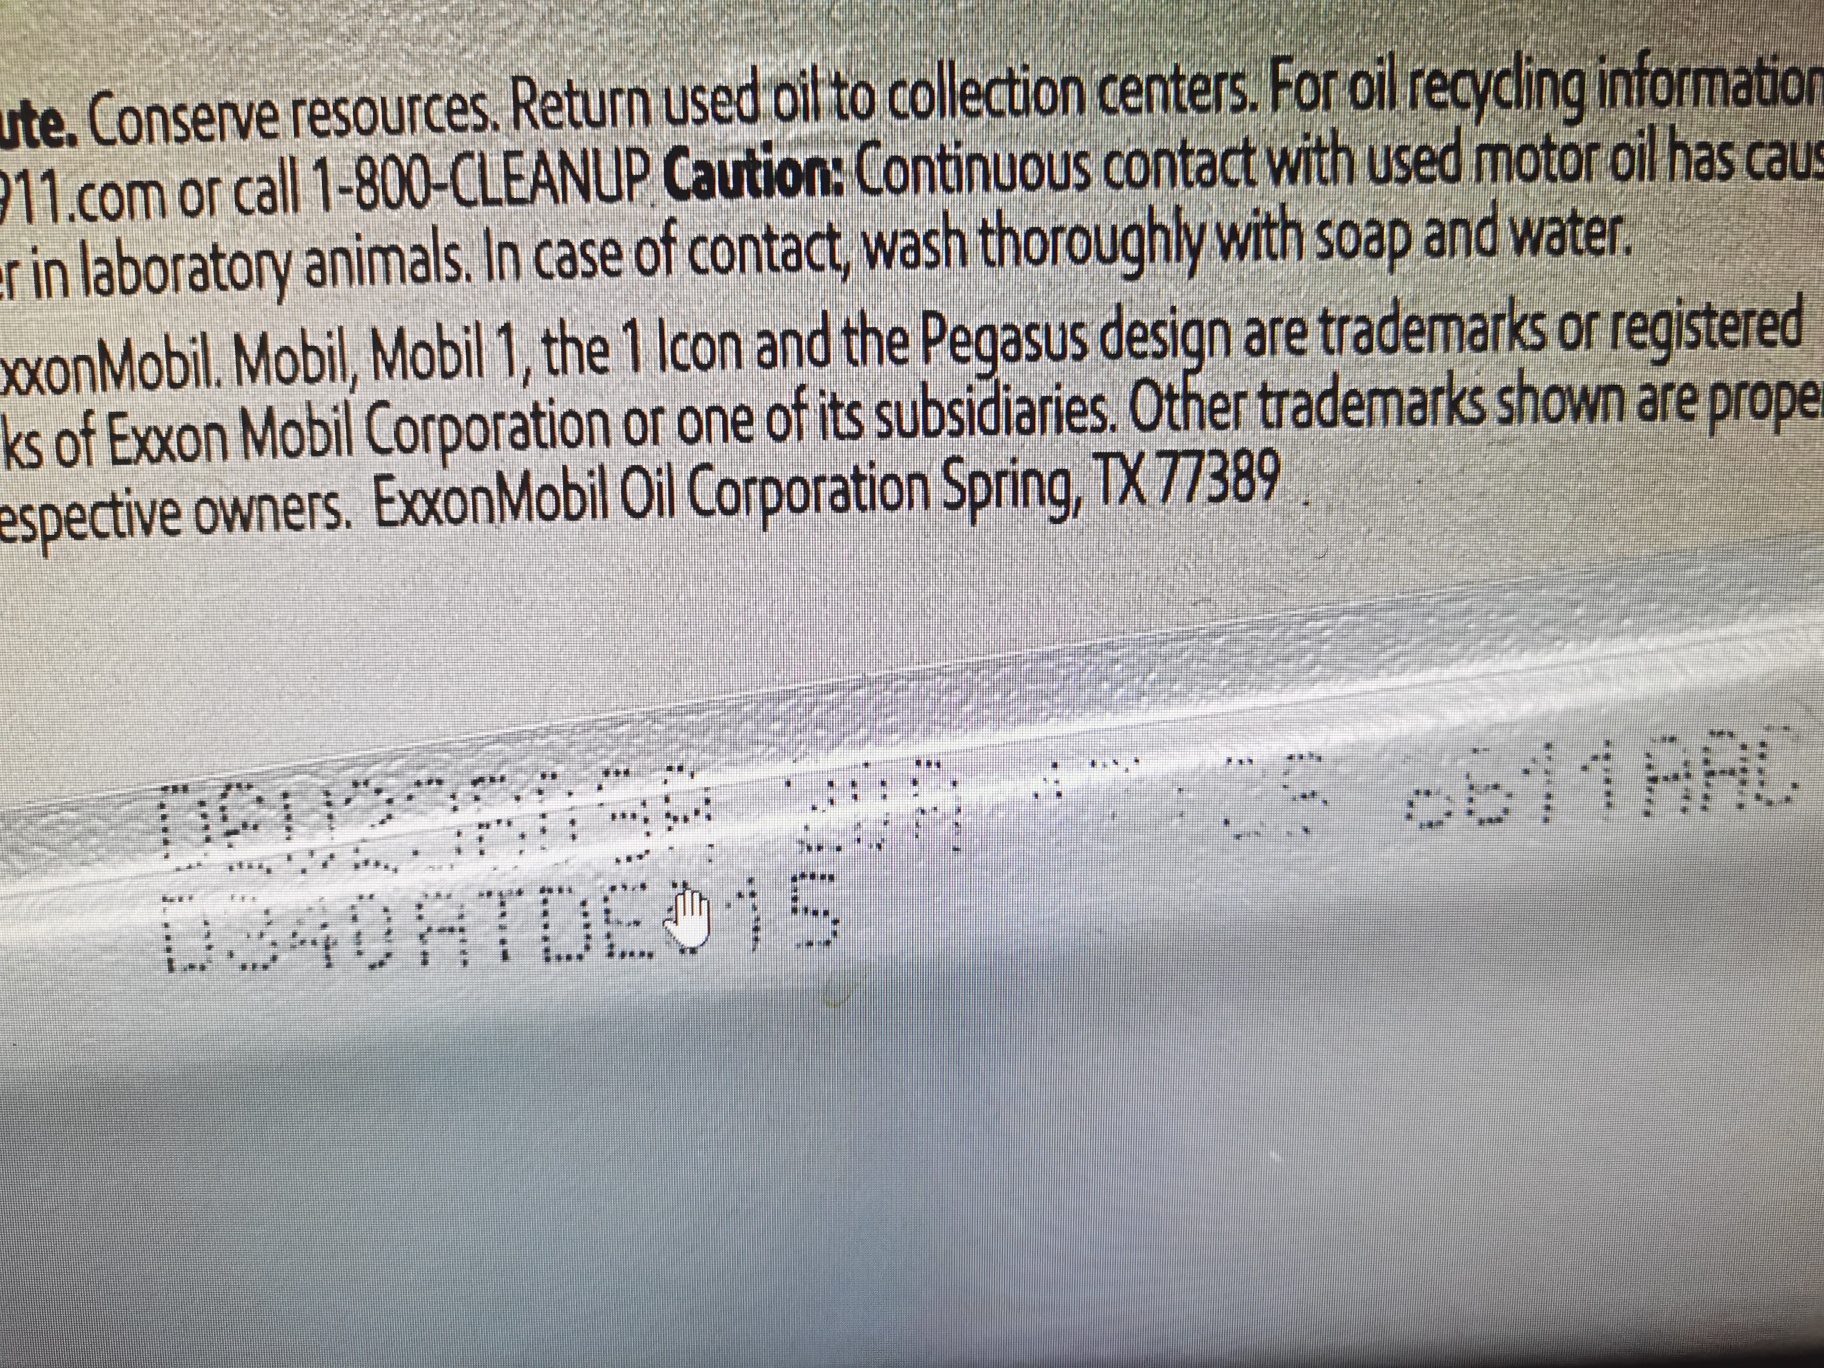 ute. Conserve resources. Return used oil to collection centers. For oil recycling information
911.com or call 1-800-CLEANUP. Caution: Continuous contact with used motor oil has caus
er in laboratory animals. In case of contact, wash thoroughly with soap and water.
xxonMobil. Mobil, Mobil 1, the 1 Icon and the Pegasus design are trademarks or registered
ks of Exxon Mobil Corporation or one of its subsidiaries. Other trademarks shown are proper
espective owners. ExxonMobil Oil Corporation Spring, TX 77389